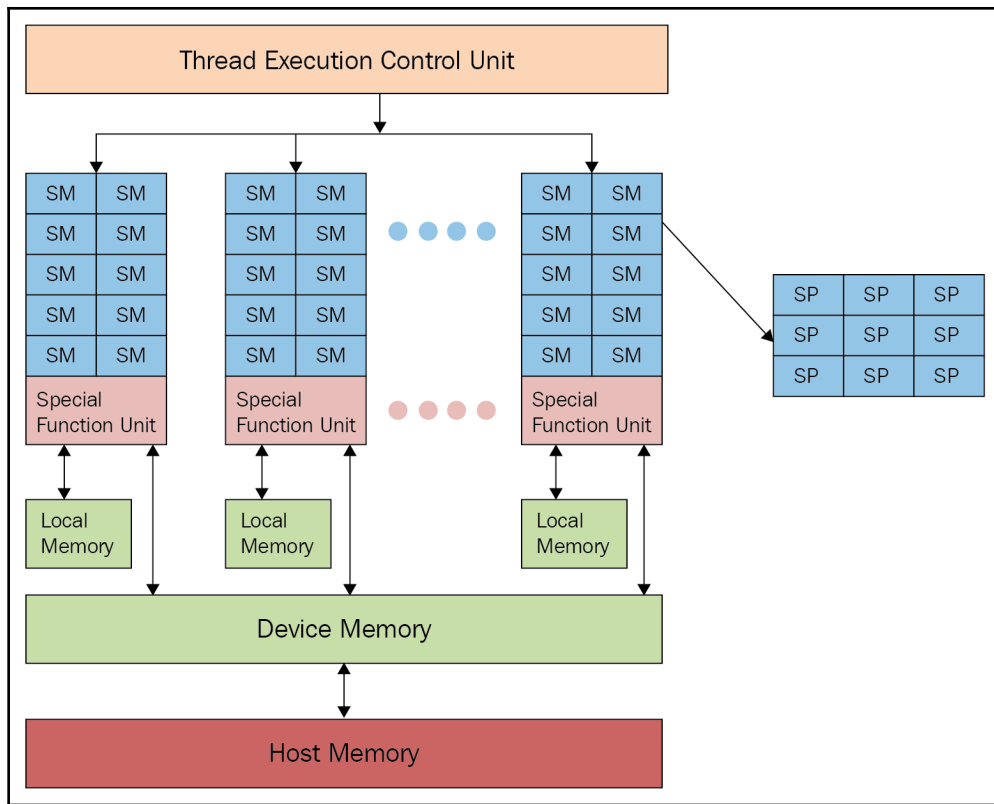 Thread Execution Control Unit
SM SM SM SM SM SM
SM SM SM SM SM SM
SM SM SM SM SM SM
SM SM SM SM SM SM
SM SM SM SM SM SM
SP SP SP
SP SP SP
SP SP SP
Special
Function Unit
Special
Function Unit
Special
Function Unit
Local
Memory
Local
Memory
Local
Memory
Device Memory
Host Memory